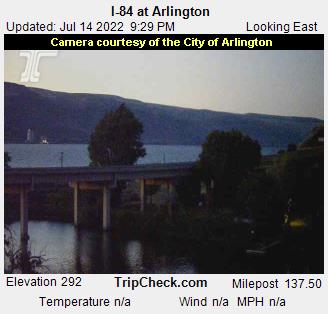 I-84 at Arlington
Updated: Jul 14 2022 9:29 PM Looking East
Camera courtesy of the City of Arlington
Elevation 292 TripCheck.com Milepost 137.50
Temperature n/a Wind n/a MPH n/a